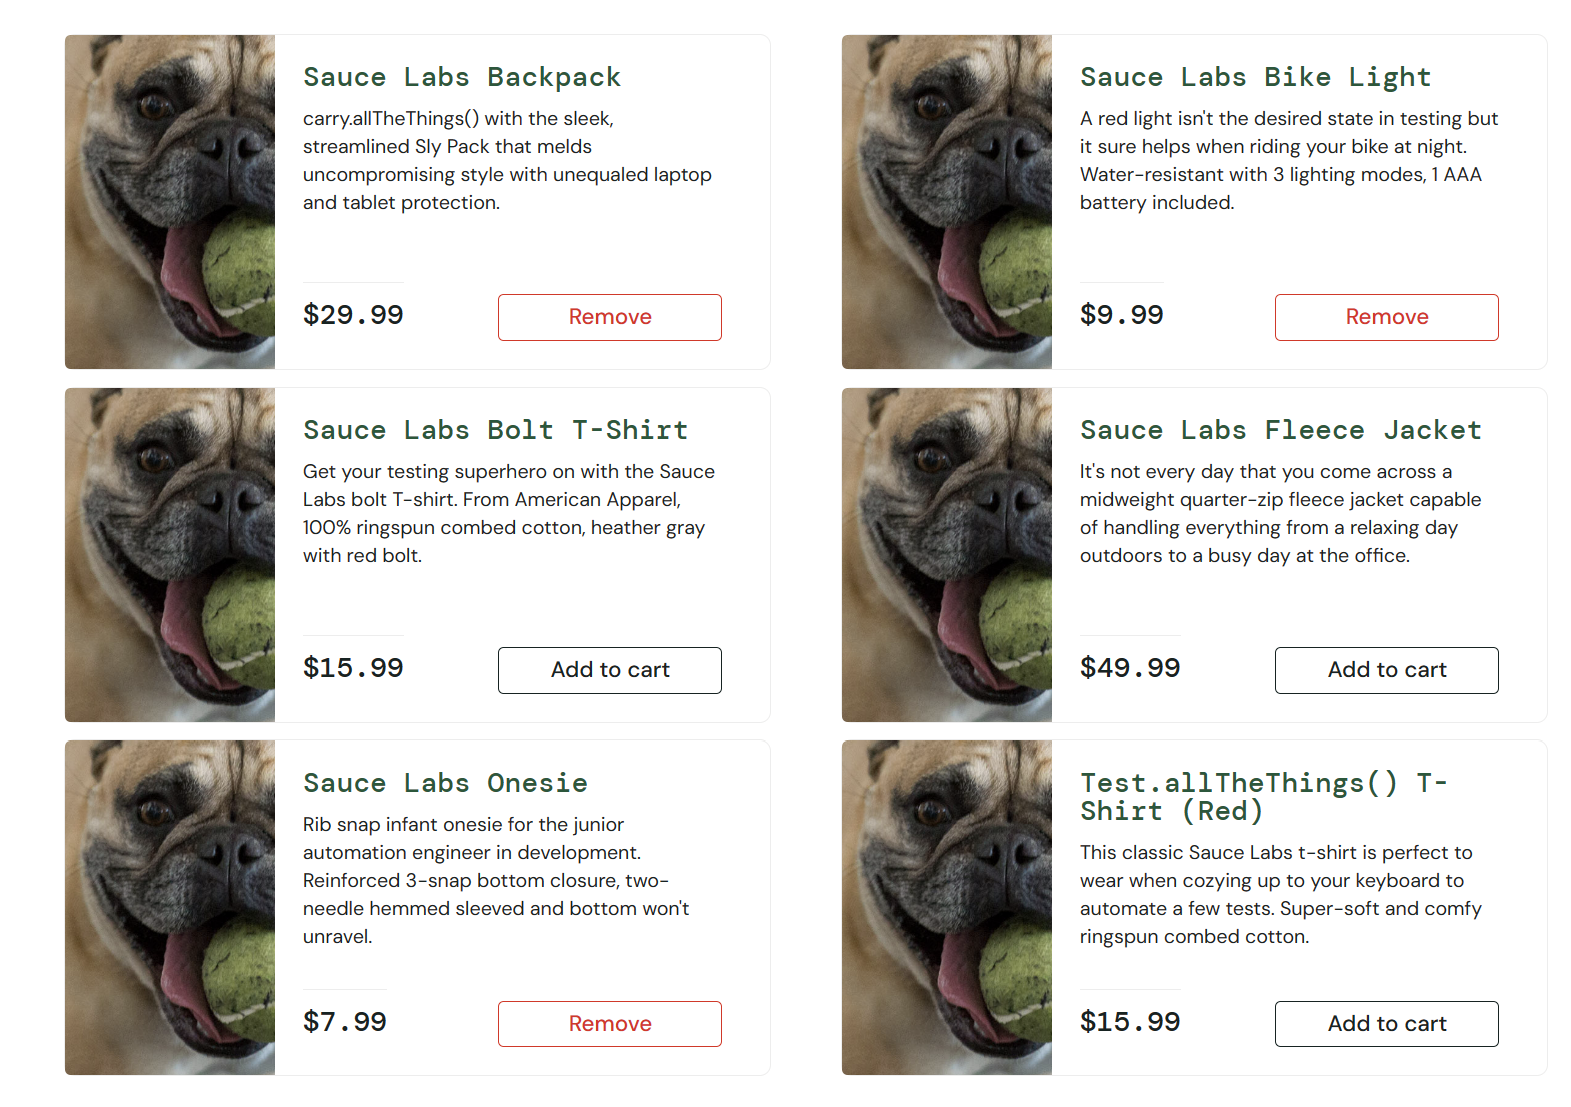 Sauce Labs Backpack
carry.allTheThings() with the sleek,
streamlined Sly Pack that melds
uncompromising style with unequaled laptop
and tablet protection.
$29.99
Remove
Sauce Labs Bike Light
A red light isn't the desired state in testing but
it sure helps when riding your bike at night.
Water-resistant with 3 lighting modes, 1 AAA
battery included.
$9.99
Remove
Sauce Labs Bolt T-Shirt
Get your testing superhero on with the Sauce
Labs bolt T-shirt. From American Apparel,
100% ringspun combed cotton, heather gray
with red bolt.
$15.99
Add to cart
Sauce Labs Fleece Jacket
It's not every day that you come across a
midweight quarter-zip fleece jacket capable
of handling everything from a relaxing day
outdoors to a busy day at the office.
$49.99
Add to cart
Sauce Labs Onesie
Rib snap infant onesie for the junior
automation engineer in development.
Reinforced 3-snap bottom closure, two-
needle hemmed sleeved and bottom won't
unravel.
$7.99
Remove
Test.allTheThings() T-
Shirt (Red)
This classic Sauce Labs t-shirt is perfect to
wear when cozying up to your keyboard to
automate a few tests. Super-soft and comfy
ringspun combed cotton.
$15.99
Add to cart